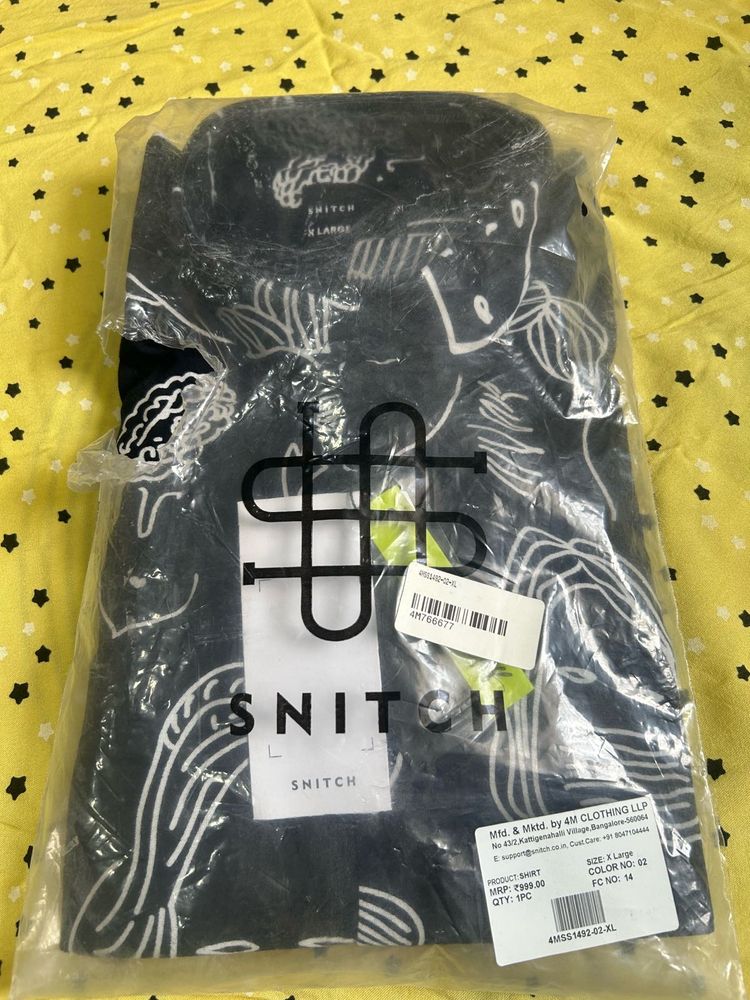 SNITCH
X LARGE
4MSS1492-02-XL
4M766677
SNITCH
SNITCH
Mfd. & Mktd. by 4M CLOTHING LLP
No 43/2,Kattigenahalli Village,Bangalore-560064
E: support@snitch.co.in, Cust.Care: +91 8047104444
PRODUCT: SHIRT SIZE: X Large
MRP: ₹999.00 COLOR NO: 02
QTY: 1PC FC NO: 14
4MSS1492-02-XL